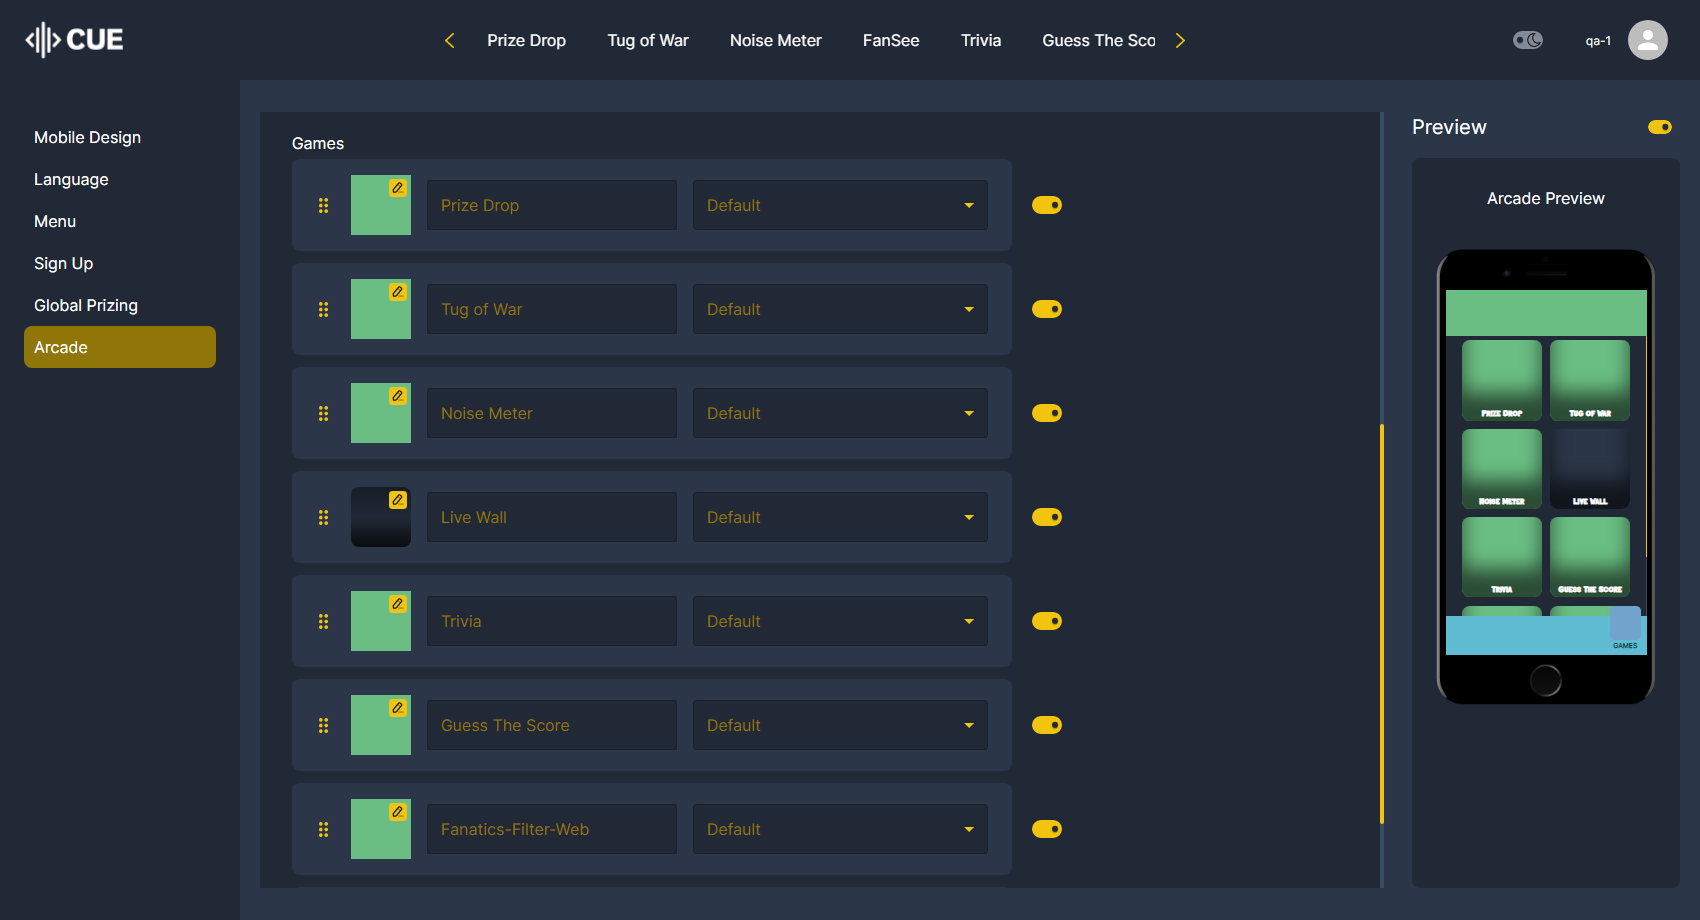 CUE
Prize Drop
Tug of War
Noise Meter
FanSee
Trivia
Guess The Sco
qa-1
Mobile Design
Language
Menu
Sign Up
Global Prizing
Arcade
Games
Prize Drop
Default
Tug of War
Default
Noise Meter
Default
Live Wall
Default
Trivia
Default
Guess The Score
Default
Fanatics-Filter-Web
Default
Preview
Arcade Preview
Prize Drop
Tug of War
Noise Meter
Live Wall
Trivia
Guess The Score
GAMES